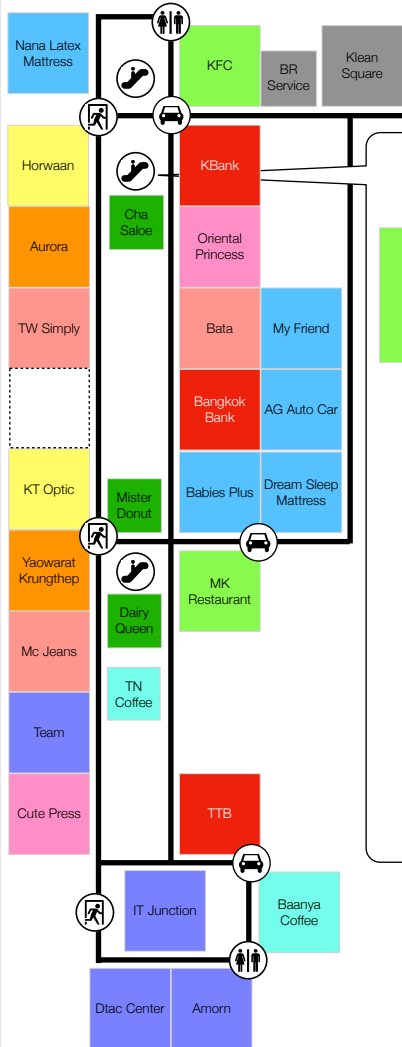 Nana Latex
Mattress
KFC
BR
Service
Klean
Square
Horwaan
KBank
Cha
Saloe
Aurora
Oriental
Princess
TW Simply
Bata
My Friend
Bangkok
Bank
AG Auto Car
KT Optic
Mister
Donut
Babies Plus
Dream Sleep
Mattress
Yaowarat
Krungthep
MK
Restaurant
Dairy
Queen
Mc Jeans
TN
Coffee
Team
Cute Press
TTB
IT Junction
Baanya
Coffee
Dtac Center
Amorn